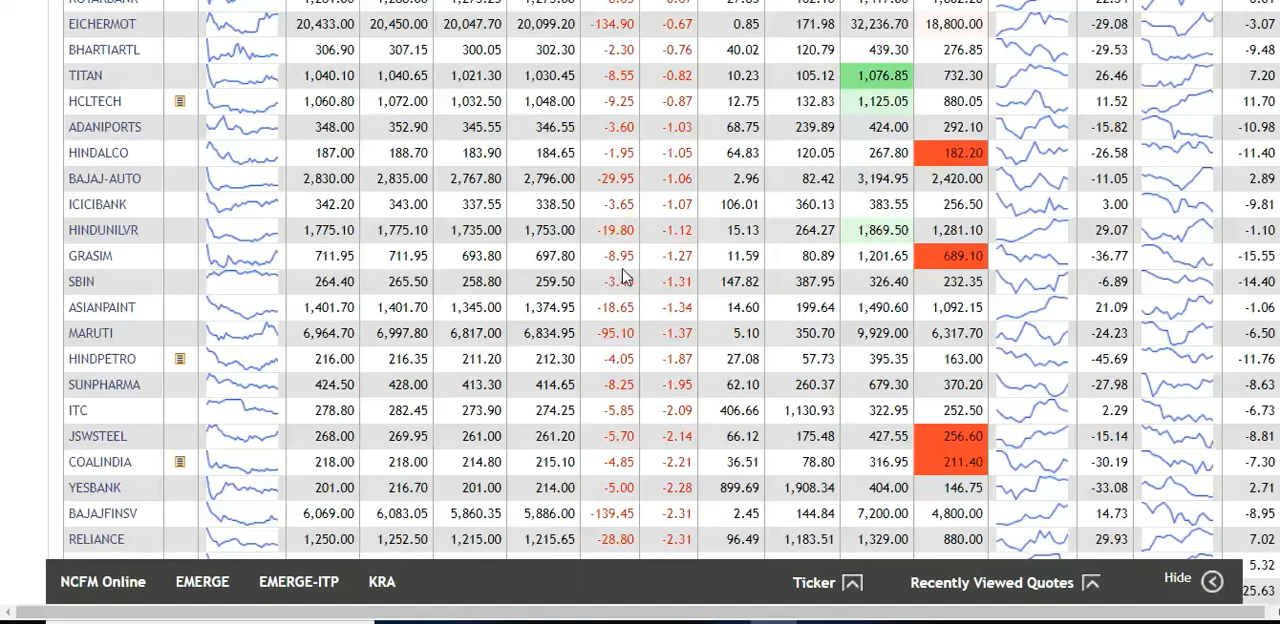 EICHERMOT 20,438.00 20,450.00 20,047.70 20,099.20 -134.90 -0.67 0.85 171.98 32,236.70 18,800.00 -29.08 -3.07
BHARTIARTL 306.90 307.15 300.05 302.30 -2.30 -0.76 40.02 120.79 439.30 276.85 -29.53 -9.48
TITAN 1,040.10 1,040.65 1,021.30 1,030.45 -8.55 -0.82 10.23 105.12 1,076.85 732.30 26.46 7.20
HCLTECH 1,060.80 1,072.00 1,032.50 1,048.00 -9.25 -0.87 12.75 132.83 1,125.05 880.05 11.52 11.70
ADANIPORTS 348.00 352.90 345.55 346.55 -3.60 -1.03 68.75 239.89 424.00 292.10 -15.82 -10.98
HINDALCO 187.00 188.70 183.90 184.65 -1.95 -1.05 64.83 120.05 267.80 182.20 -26.58 -11.40
BAJAJ-AUTO 2,833.00 2,835.00 2,767.80 2,796.00 -29.95 -1.06 2.96 82.42 3,194.95 2,420.00 -11.05 2.89
ICICIBANK 342.20 343.00 337.55 338.50 -3.65 -1.07 106.01 360.13 383.55 256.50 3.00 -9.81
HINDUNILVR 1,775.10 1,775.10 1,735.00 1,753.00 -19.80 -1.12 15.13 264.27 1,869.50 1,281.10 29.07 -1.10
GRASIM 711.95 711.95 693.80 697.80 -8.95 -1.27 11.59 80.89 1,201.65 689.10 -36.77 -15.55
SBIN 264.40 265.50 258.80 259.50 -1.31 147.82 387.95 326.40 232.35 -6.89 -14.40
ASIANPAINT 1,401.70 1,401.70 1,345.00 1,374.95 -18.65 -1.34 14.60 199.64 1,490.60 1,092.15 21.09 -1.06
MARUTI 6,994.70 6,997.80 6,817.00 6,834.95 -95.10 -1.37 5.10 350.70 9,929.00 6,317.70 -24.23 -6.50
HINDPETRO 216.00 216.35 211.20 212.30 -4.05 -1.87 27.08 57.73 395.35 163.00 -45.69 -11.76
SUNPHARMA 424.50 428.00 413.30 414.65 -8.25 -1.95 62.10 260.37 679.30 370.20 -27.98 -8.63
ITC 278.80 282.45 273.90 274.25 -5.85 -2.09 406.66 1,130.93 322.95 252.50 2.29 -6.73
JSWSTEEL 268.00 269.95 261.00 261.20 -5.70 -2.14 66.12 175.48 427.55 256.60 -15.14 -8.81
COALINDIA 218.00 218.00 214.80 215.10 -4.85 -2.21 36.51 78.80 316.95 211.40 -30.19 -7.30
YESBANK 201.00 216.70 201.00 214.00 -5.00 -2.28 899.69 1,908.34 404.00 146.75 -33.08 2.71
BAJAJFINSV 6,069.00 6,083.05 5,860.35 5,886.00 -139.45 -2.31 2.45 144.84 7,200.00 4,800.00 14.73 -8.95
RELIANCE 1,250.00 1,252.50 1,215.00 1,215.65 -28.80 -2.31 96.49 1,183.51 1,329.00 880.00 29.93 7.02
5.32
NCFM Online EMERGE EMERGE-ITP KRA Ticker Recently Viewed Quotes Hide
25.63